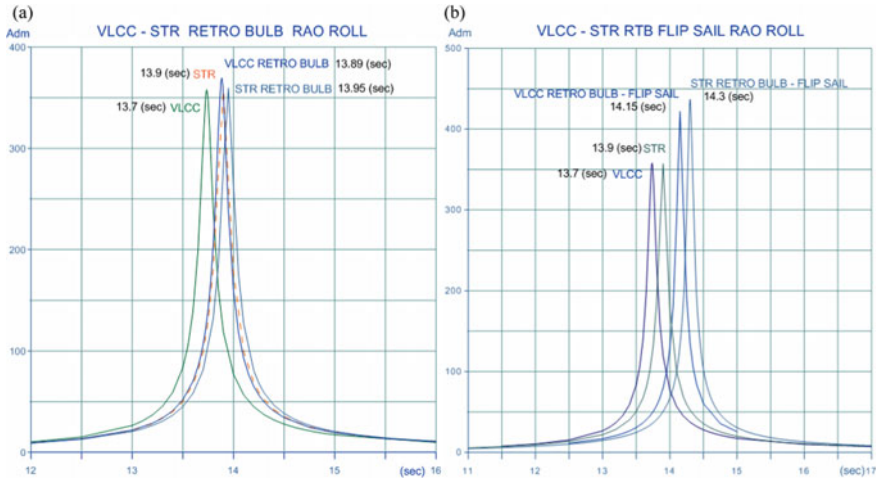 (a)
VLCC - STR RETRO BULB RAO ROLL
Adm
400
300
200
100
0
12
13
14
15
16
(sec)
VLCC RETRO BULB 13.89 (sec)
13.9 (sec) STR
STR RETRO BULB 13.95 (sec)
13.7 (sec) VLCC
(b)
VLCC - STR RTB FLIP SAIL RAO ROLL
Adm
500
400
300
200
100
0
11
12
13
14
15
16
(sec)
17
STR RETRO BULB - FLIP SAIL
14.3 (sec)
VLCC RETRO BULB - FLIP SAIL
14.15 (sec)
13.9 (sec) STR
13.7 (sec) VLCC